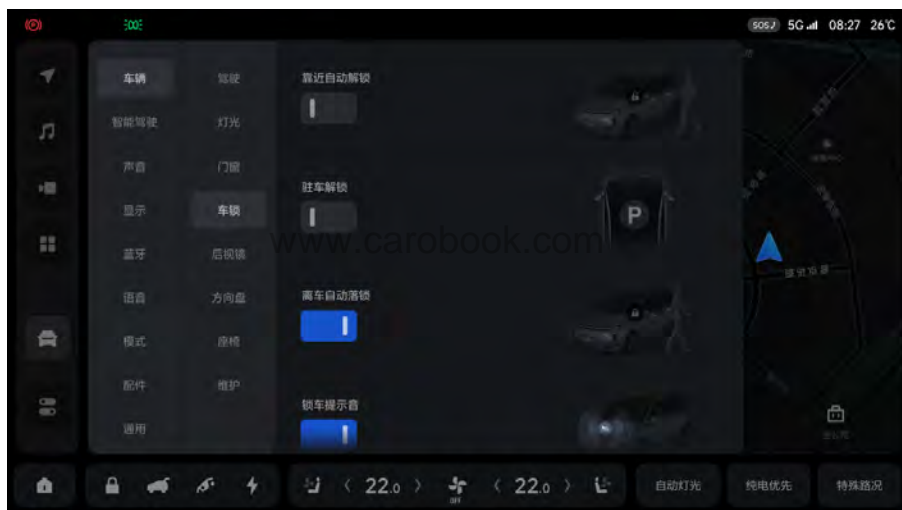 SOS 5G 08:27 26℃
车辆
智能驾驶
声音
显示
蓝牙
语音
模式
配件
通用
驾驶
灯光
门窗
车锁
后视镜
方向盘
座椅
维护
靠近自动解锁
驻车解锁
P
离车自动落锁
锁车提示音
www.carobook.com
22.0
OFF
22.0
自动灯光
纯电优先
特殊路况